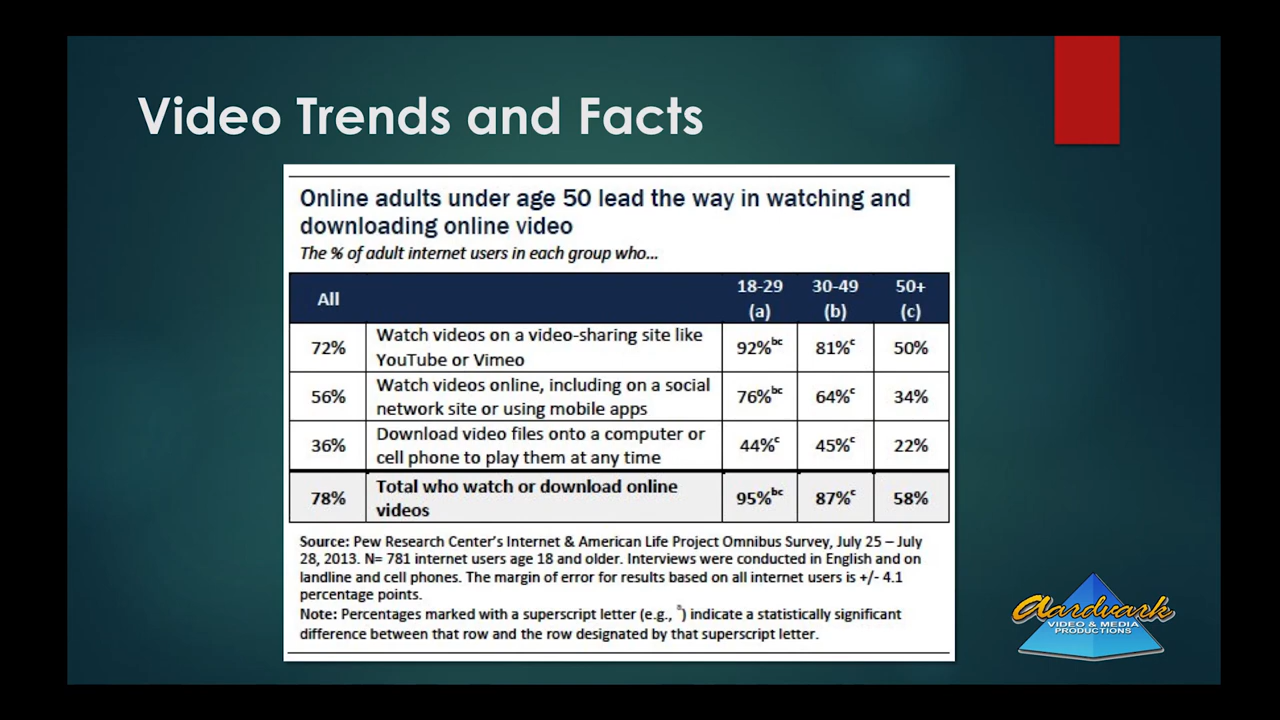 Video Trends and Facts
Online adults under age 50 lead the way in watching and
downloading online video
The % of adult internet users in each group who…
All 18-29 (a) 30-49 (b) 50+ (c)
72% Watch videos on a video-sharing site like YouTube or Vimeo 92%bc 81%c 50%
56% Watch videos online, including on a social network site or using mobile apps 76%bc 64%c 34%
36% Download video files onto a computer or cell phone to play them at any time 44%c 45%c 22%
78% Total who watch or download online videos 95%bc 87%c 58%
Source: Pew Research Center's Internet & American Life Project Omnibus Survey, July 25 – July
28, 2013. N= 781 internet users age 18 and older. Interviews were conducted in English and on
landline and cell phones. The margin of error for results based on all internet users is +/- 4.1
percentage points.
Note: Percentages marked with a superscript letter (e.g., a) indicate a statistically significant
difference between that row and the row designated by that superscript letter.
Aardvark
VIDEO & MEDIA
PRODUCTIONS